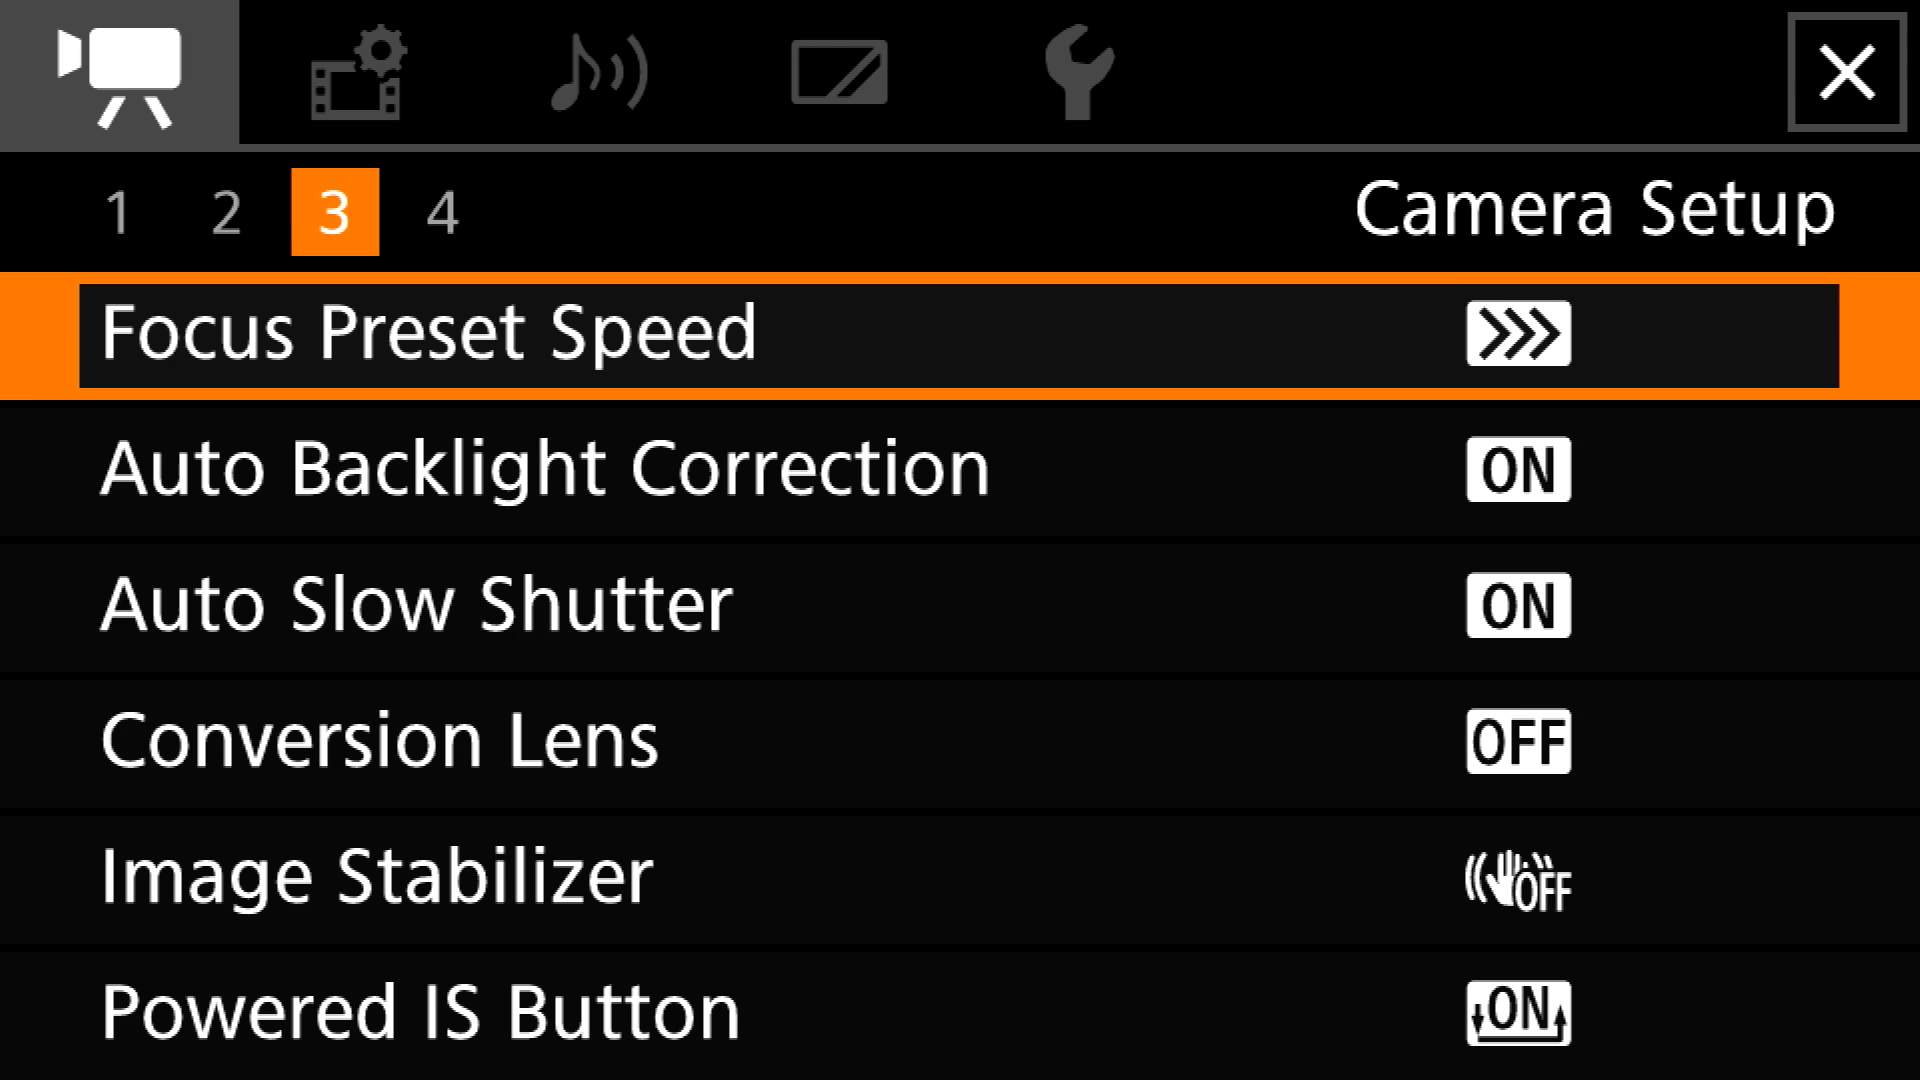 1 2 3 4 Camera Setup
Focus Preset Speed
Auto Backlight Correction ON
Auto Slow Shutter ON
Conversion Lens OFF
Image Stabilizer OFF
Powered IS Button ON